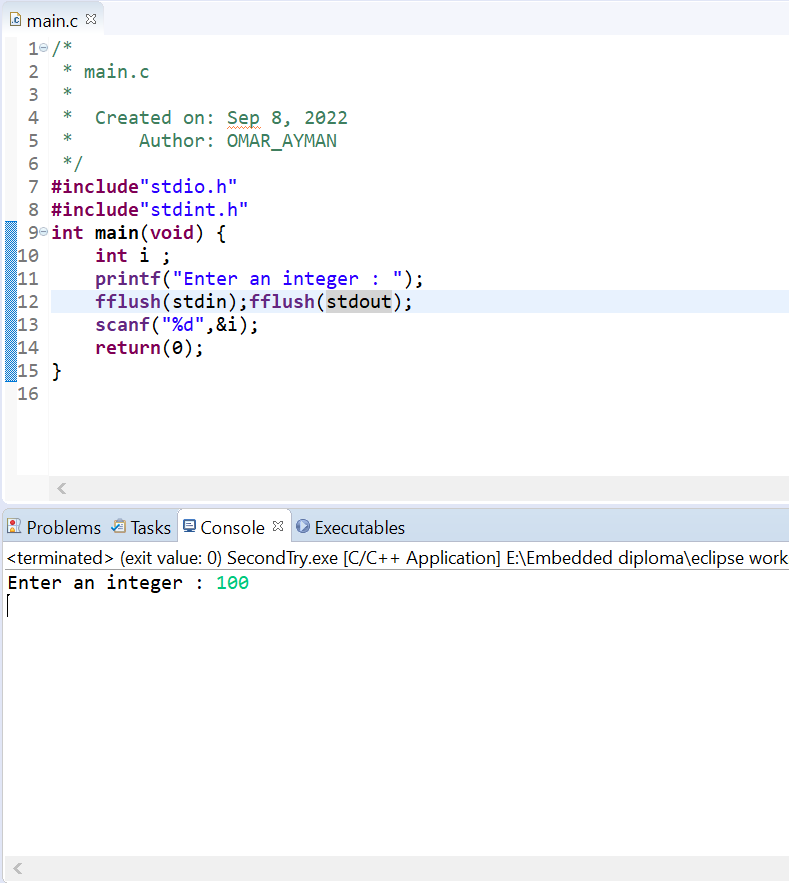 main.c
1 /*
2  * main.c
3  *
4  *  Created on: Sep 8, 2022
5  *      Author: OMAR_AYMAN
6  */
7 #include"stdio.h"
8 #include"stdint.h"
9 int main(void) {
10     int i ;
11     printf("Enter an integer : ");
12     fflush(stdin);fflush(stdout);
13     scanf("%d",&i);
14     return(0);
15 }
16
Problems Tasks Console Executables
<terminated> (exit value: 0) SecondTry.exe [C/C++ Application] E:\Embedded diploma\eclipse work
Enter an integer : 100